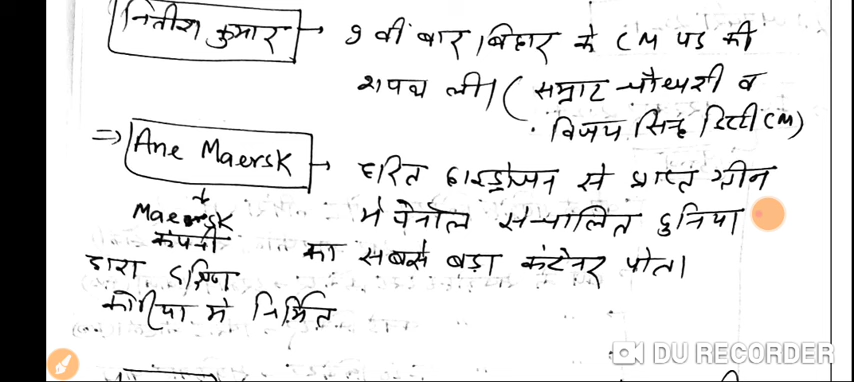 नितीश कुमार → 9 वीं बार बिहार के CM पद की
शपथ ली। ( सम्राट चौधरी व
विजय सिन्हा डिप्टी CM)
⇒ Ane Maersk → हरित हाइड्रोजन से प्राप्त ग्रीन
मेथेनॉल संचालित दुनिया
का सबसे बड़ा कंटेनर पोत।
↓
Maersk
कंपनी
द्वारा दक्षिण
कोरिया में निर्मित
DU RECORDER